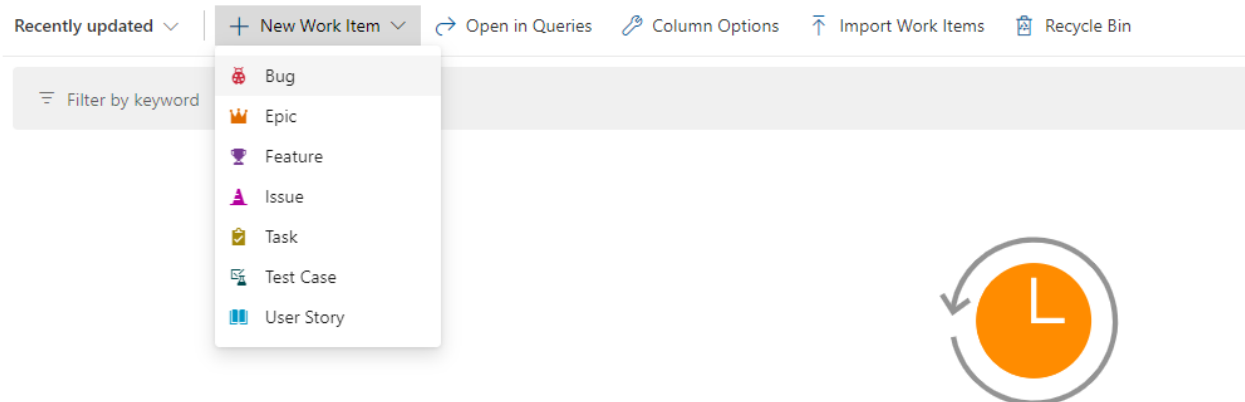 Recently updated New Work Item Open in Queries Column Options Import Work Items Recycle Bin
Filter by keyword
Bug
Epic
Feature
Issue
Task
Test Case
User Story